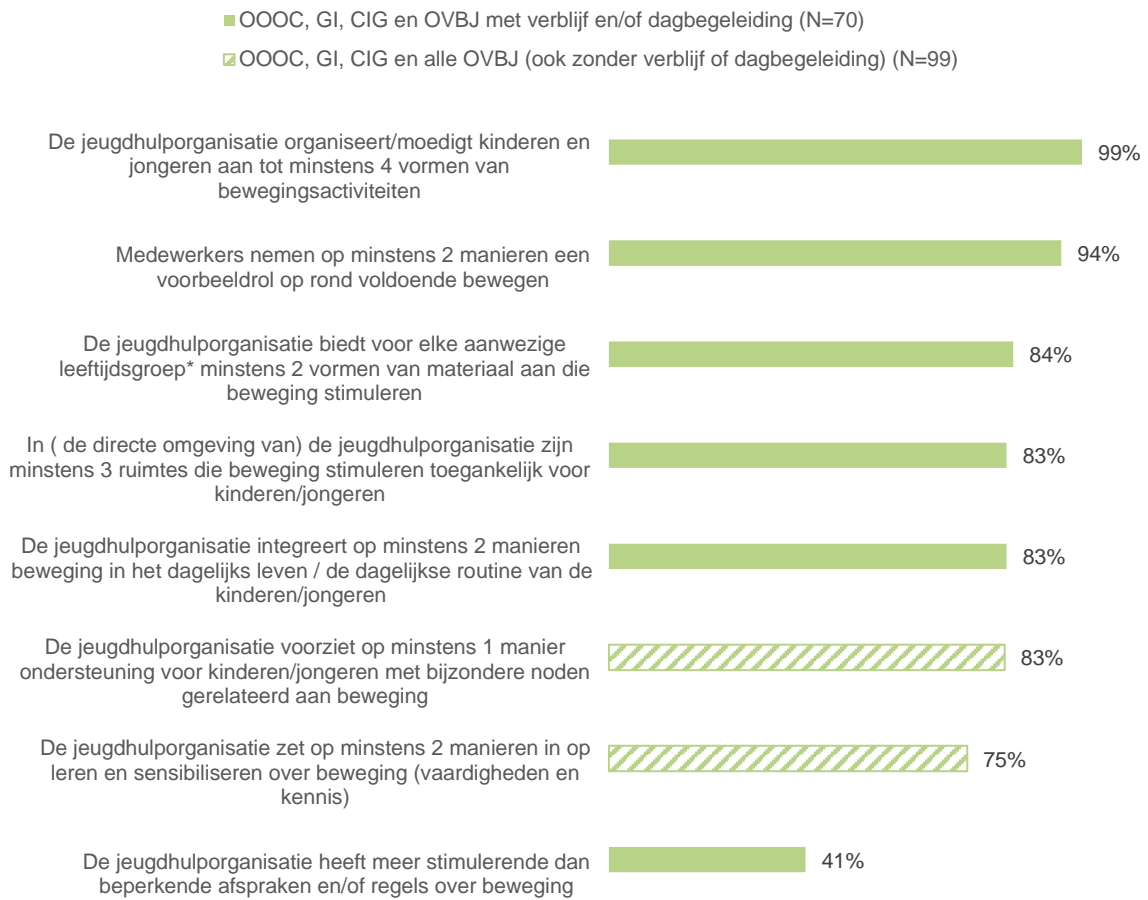 OOOC, GI, CIG en OVBJ met verblijf en/of dagbegeleiding (N=70)
OOOC, GI, CIG en alle OVBJ (ook zonder verblijf of dagbegeleiding) (N=99)
De jeugdhulporganisatie organiseert/moedigt kinderen en
jongeren aan tot minstens 4 vormen van
bewegingsactiviteiten
99%
Medewerkers nemen op minstens 2 manieren een
voorbeeldrol op rond voldoende bewegen
94%
De jeugdhulporganisatie biedt voor elke aanwezige
leeftijdsgroep* minstens 2 vormen van materiaal aan die
beweging stimuleren
84%
In ( de directe omgeving van) de jeugdhulporganisatie zijn
minstens 3 ruimtes die beweging stimuleren toegankelijk voor
kinderen/jongeren
83%
De jeugdhulporganisatie integreert op minstens 2 manieren
beweging in het dagelijks leven / de dagelijkse routine van de
kinderen/jongeren
83%
De jeugdhulporganisatie voorziet op minstens 1 manier
ondersteuning voor kinderen/jongeren met bijzondere noden
gerelateerd aan beweging
83%
De jeugdhulporganisatie zet op minstens 2 manieren in op
leren en sensibiliseren over beweging (vaardigheden en
kennis)
75%
De jeugdhulporganisatie heeft meer stimulerende dan
beperkende afspraken en/of regels over beweging
41%